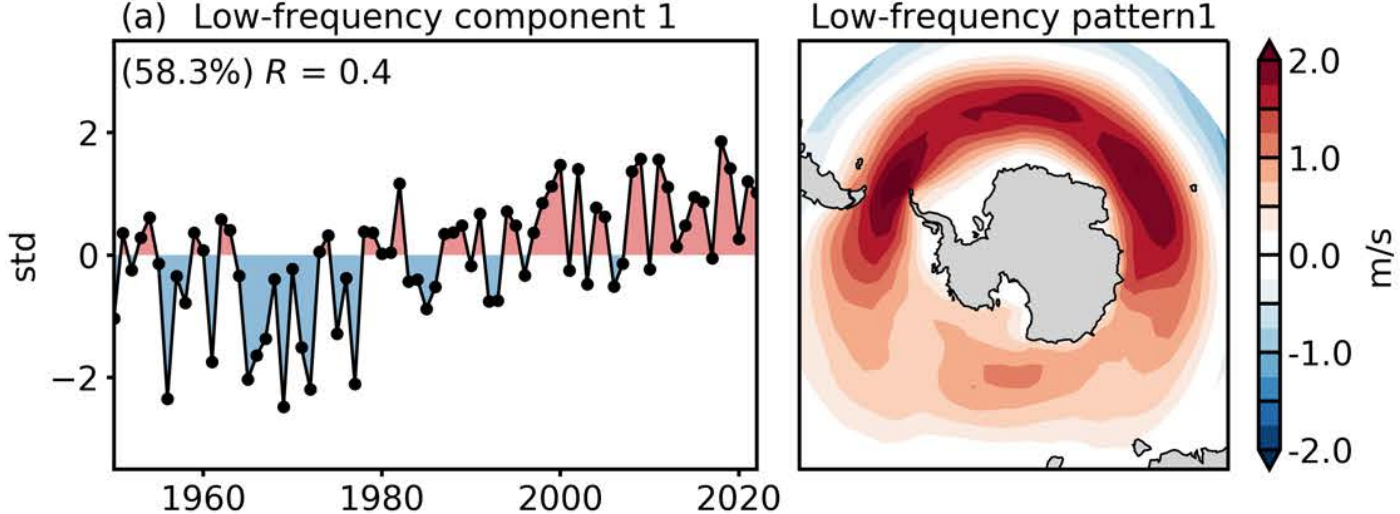 (a) Low-frequency component 1
(58.3%) R = 0.4
std
2
0
−2
1960 1980 2000 2020
Low-frequency pattern1
2.0
1.0
0.0
-1.0
-2.0
m/s